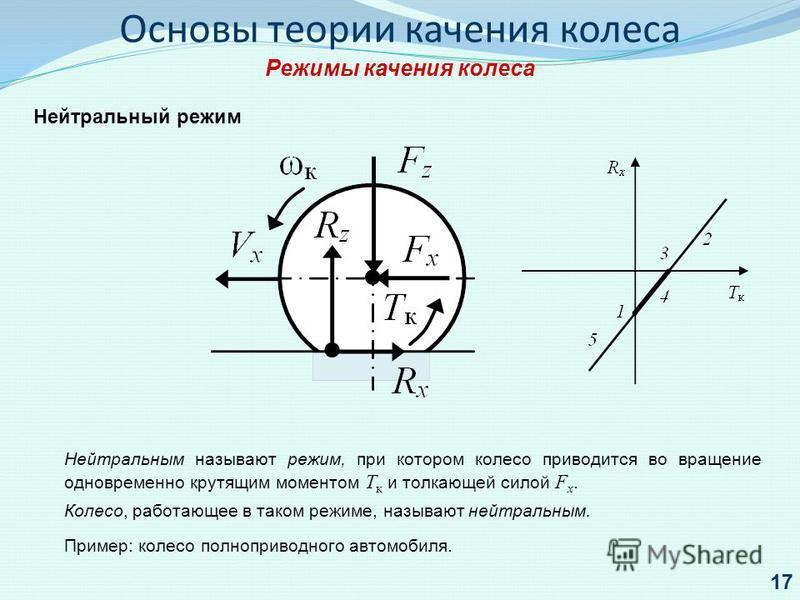 Основы теории качения колеса
Режимы качения колеса
Нейтральный режим
ωк
Fz
Rx
Rz
2
Vx
Fx
3
Tк
Tк
4
1
5
Rx
Нейтральным называют режим, при котором колесо приводится во вращение
одновременно крутящим моментом Tк и толкающей силой Fx.
Колесо, работающее в таком режиме, называют нейтральным.
Пример: колесо полноприводного автомобиля.
MyShared
17